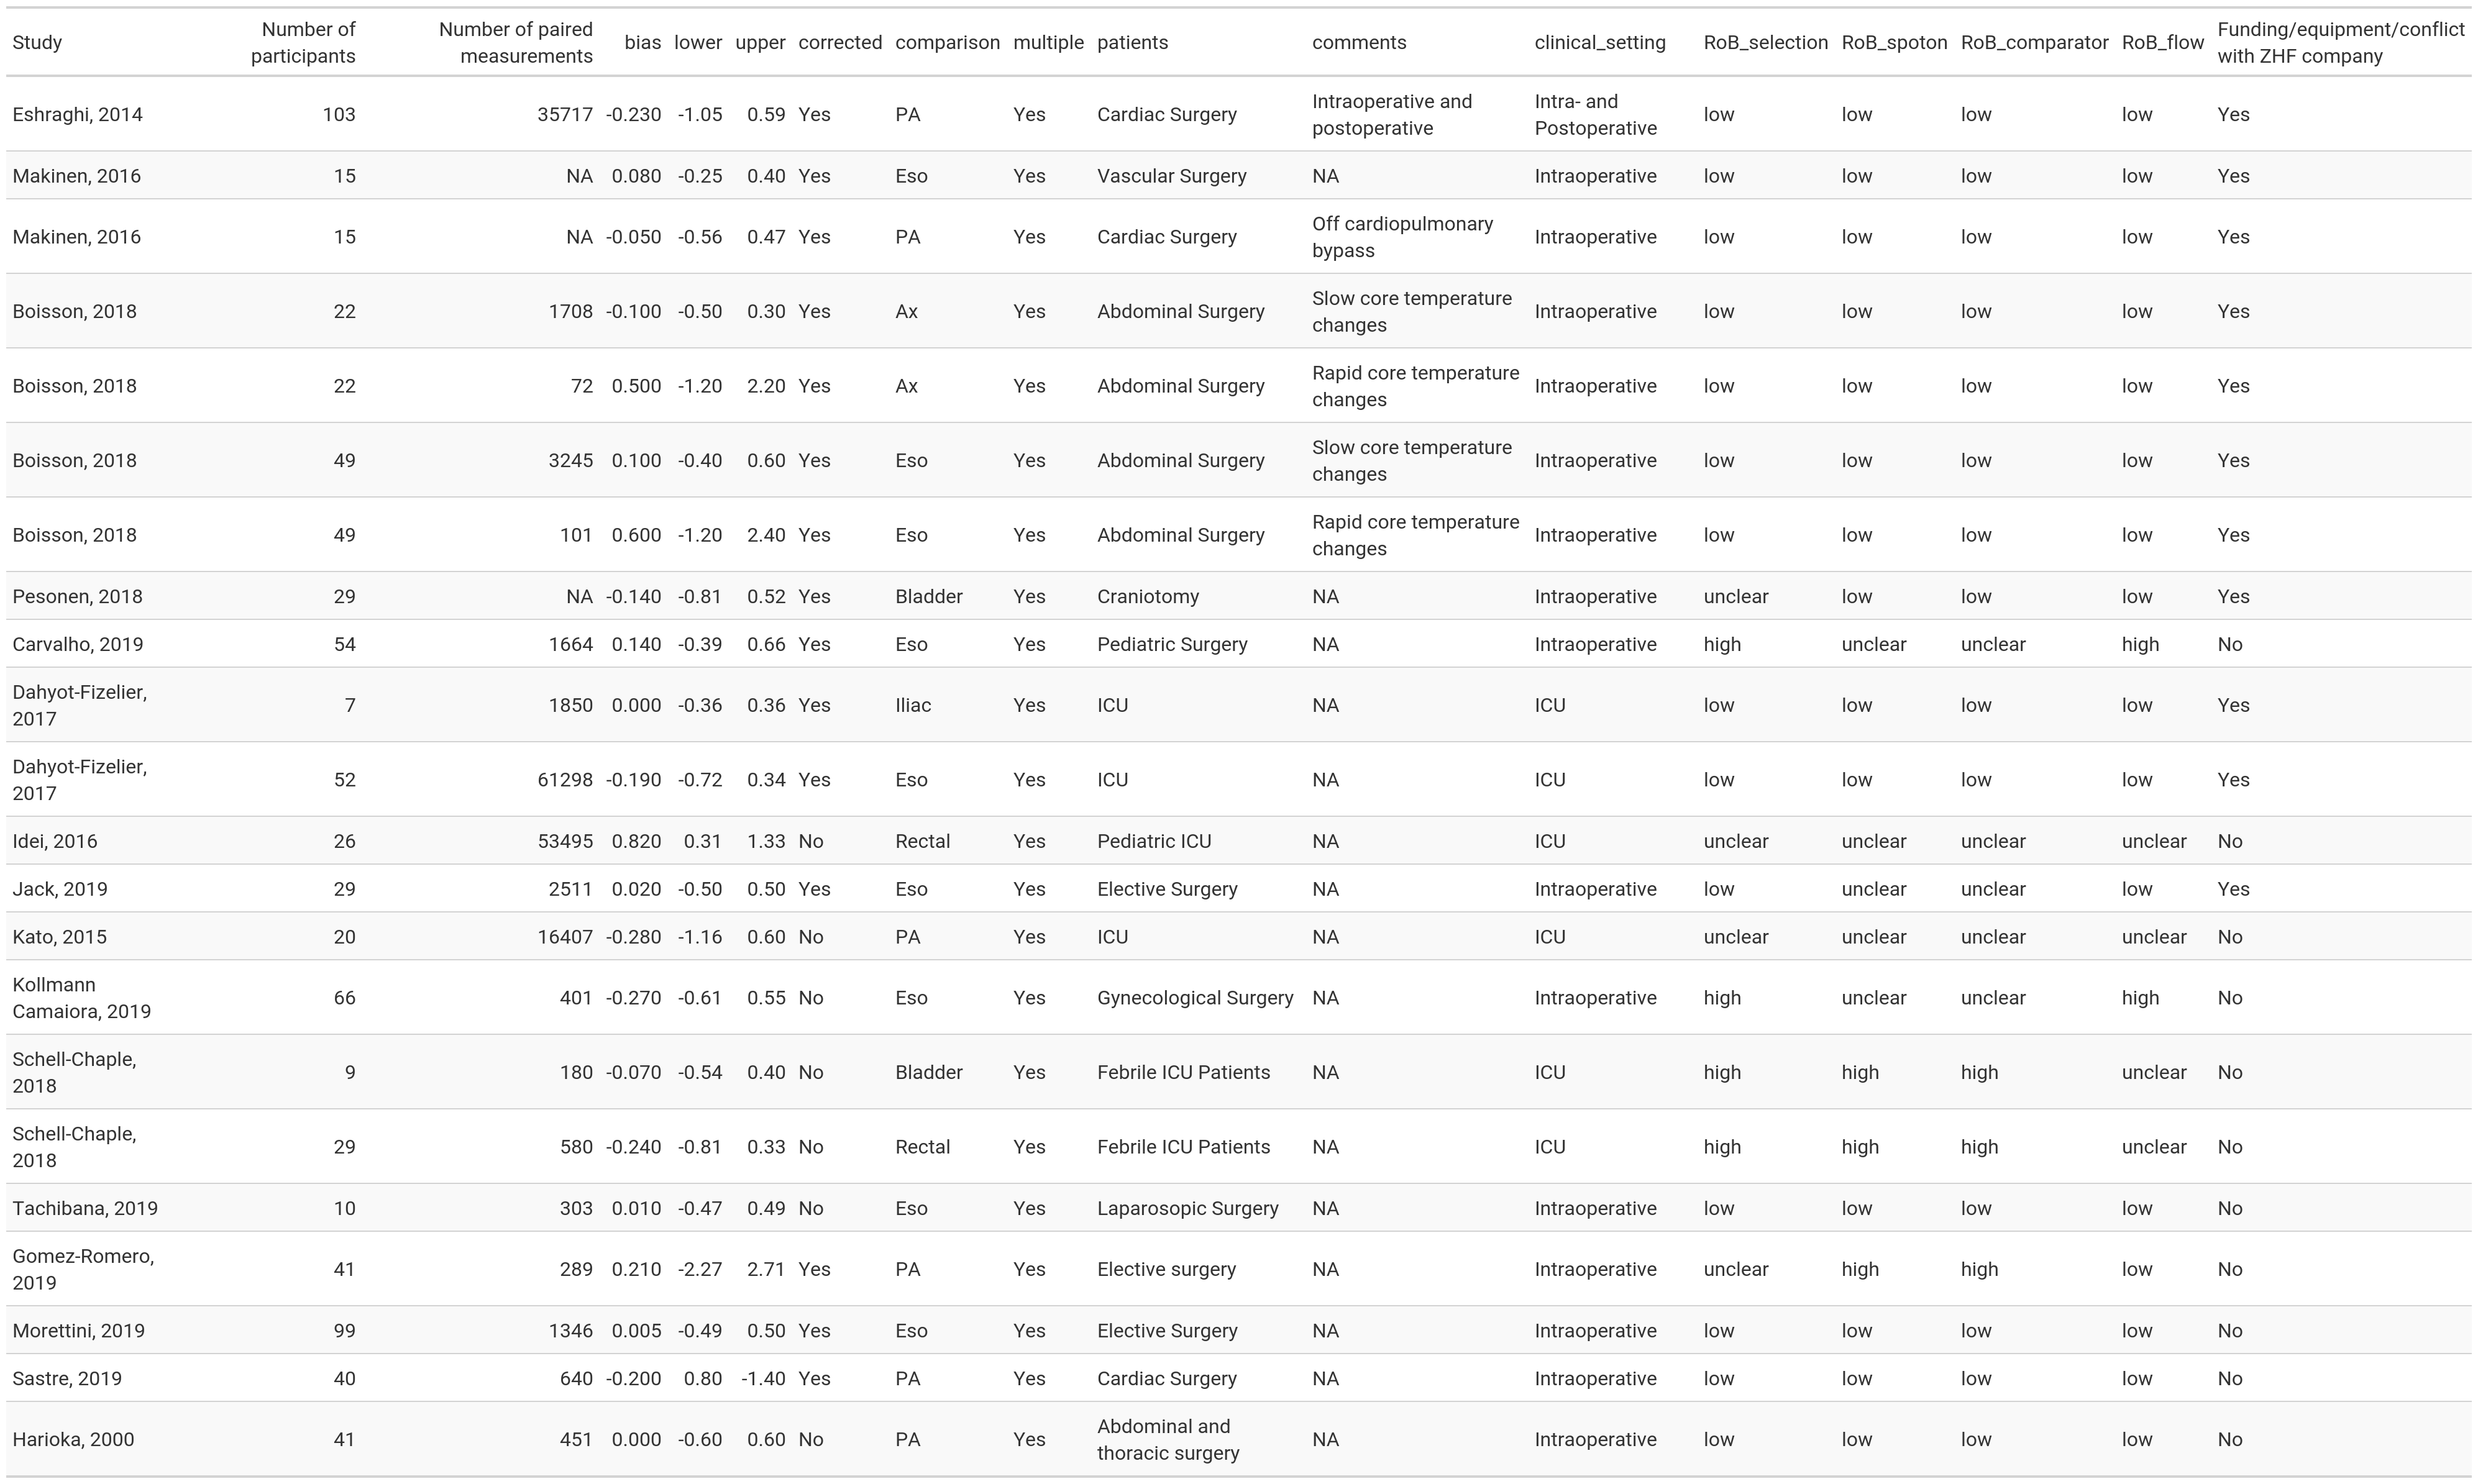 Study Number of participants Number of paired measurements bias lower upper corrected comparison multiple patients comments clinical_setting RoB_selection RoB_spoton RoB_comparator RoB_flow Funding/equipment/conflict with ZHF company
Eshraghi, 2014 103 35717 -0.230 -1.05 0.59 Yes PA Yes Cardiac Surgery Intraoperative and postoperative Intra- and Postoperative low low low low Yes
Makinen, 2016 15 NA 0.080 -0.25 0.40 Yes Eso Yes Vascular Surgery NA Intraoperative low low low low Yes
Makinen, 2016 15 NA -0.050 -0.56 0.47 Yes PA Yes Cardiac Surgery Off cardiopulmonary bypass Intraoperative low low low low Yes
Boisson, 2018 22 1708 -0.100 -0.50 0.30 Yes Ax Yes Abdominal Surgery Slow core temperature changes Intraoperative low low low low Yes
Boisson, 2018 22 72 0.500 -1.20 2.20 Yes Ax Yes Abdominal Surgery Rapid core temperature changes Intraoperative low low low low Yes
Boisson, 2018 49 3245 0.100 -0.40 0.60 Yes Eso Yes Abdominal Surgery Slow core temperature changes Intraoperative low low low low Yes
Boisson, 2018 49 101 0.600 -1.20 2.40 Yes Eso Yes Abdominal Surgery Rapid core temperature changes Intraoperative low low low low Yes
Pesonen, 2018 29 NA -0.140 -0.81 0.52 Yes Bladder Yes Craniotomy NA Intraoperative unclear low low low Yes
Carvalho, 2019 54 1664 0.140 -0.39 0.66 Yes Eso Yes Pediatric Surgery NA Intraoperative high unclear unclear high No
Dahyot-Fizelier, 2017 7 1850 0.000 -0.36 0.36 Yes Iliac Yes ICU NA ICU low low low low Yes
Dahyot-Fizelier, 2017 52 61298 -0.190 -0.72 0.34 Yes Eso Yes ICU NA ICU low low low low Yes
Idei, 2016 26 53495 0.820 0.31 1.33 No Rectal Yes Pediatric ICU NA ICU unclear unclear unclear unclear No
Jack, 2019 29 2511 0.020 -0.50 0.50 Yes Eso Yes Elective Surgery NA Intraoperative low unclear unclear low Yes
Kato, 2015 20 16407 -0.280 -1.16 0.60 No PA Yes ICU NA ICU unclear unclear unclear unclear No
Kollmann Camaiora, 2019 66 401 -0.270 -0.61 0.55 No Eso Yes Gynecological Surgery NA Intraoperative high unclear unclear high No
Schell-Chaple, 2018 9 180 -0.070 -0.54 0.40 No Bladder Yes Febrile ICU Patients NA ICU high high high unclear No
Schell-Chaple, 2018 29 580 -0.240 -0.81 0.33 No Rectal Yes Febrile ICU Patients NA ICU high high high unclear No
Tachibana, 2019 10 303 0.010 -0.47 0.49 No Eso Yes Laparosopic Surgery NA Intraoperative low low low low No
Gomez-Romero, 2019 41 289 0.210 -2.27 2.71 Yes PA Yes Elective surgery NA Intraoperative unclear high high low No
Morettini, 2019 99 1346 0.005 -0.49 0.50 Yes Eso Yes Elective Surgery NA Intraoperative low low low low No
Sastre, 2019 40 640 -0.200 0.80 -1.40 Yes PA Yes Cardiac Surgery NA Intraoperative low low low low No
Harioka, 2000 41 451 0.000 -0.60 0.60 No PA Yes Abdominal and thoracic surgery NA Intraoperative low low low low No